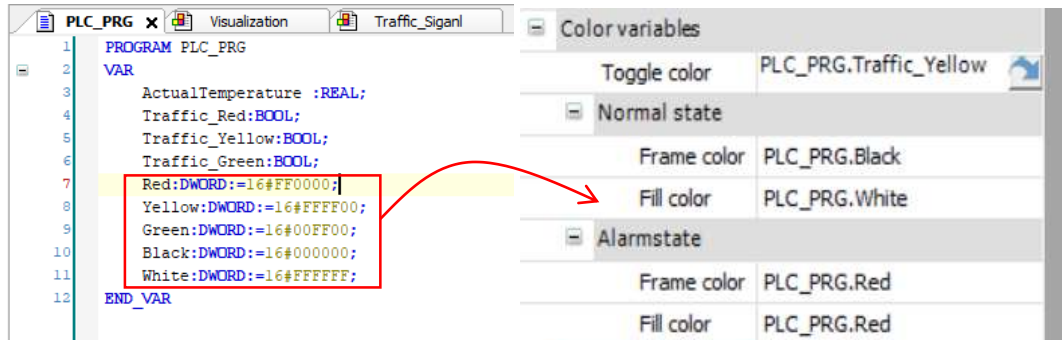 PLC_PRG Visualization Traffic_Siganl
1 PROGRAM PLC_PRG
2 VAR
3 ActualTemperature :REAL;
4 Traffic_Red:BOOL;
5 Traffic_Yellow:BOOL;
6 Traffic_Green:BOOL;
7 Red:DWORD:=16#FF0000;
8 Yellow:DWORD:=16#FFFF00;
9 Green:DWORD:=16#00FF00;
10 Black:DWORD:=16#000000;
11 White:DWORD:=16#FFFFFF;
12 END_VAR
Color variables
Toggle color PLC_PRG.Traffic_Yellow
Normal state
Frame color PLC_PRG.Black
Fill color PLC_PRG.White
Alarmstate
Frame color PLC_PRG.Red
Fill color PLC_PRG.Red